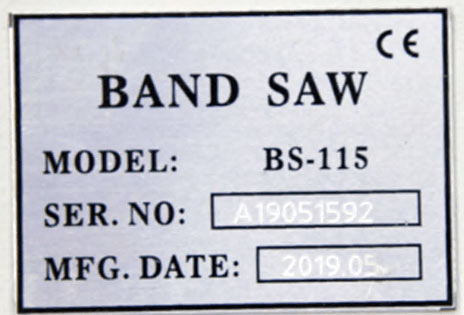 CE
BAND SAW
MODEL: BS-115
SER. NO: A19051592
MFG. DATE: 2019.05